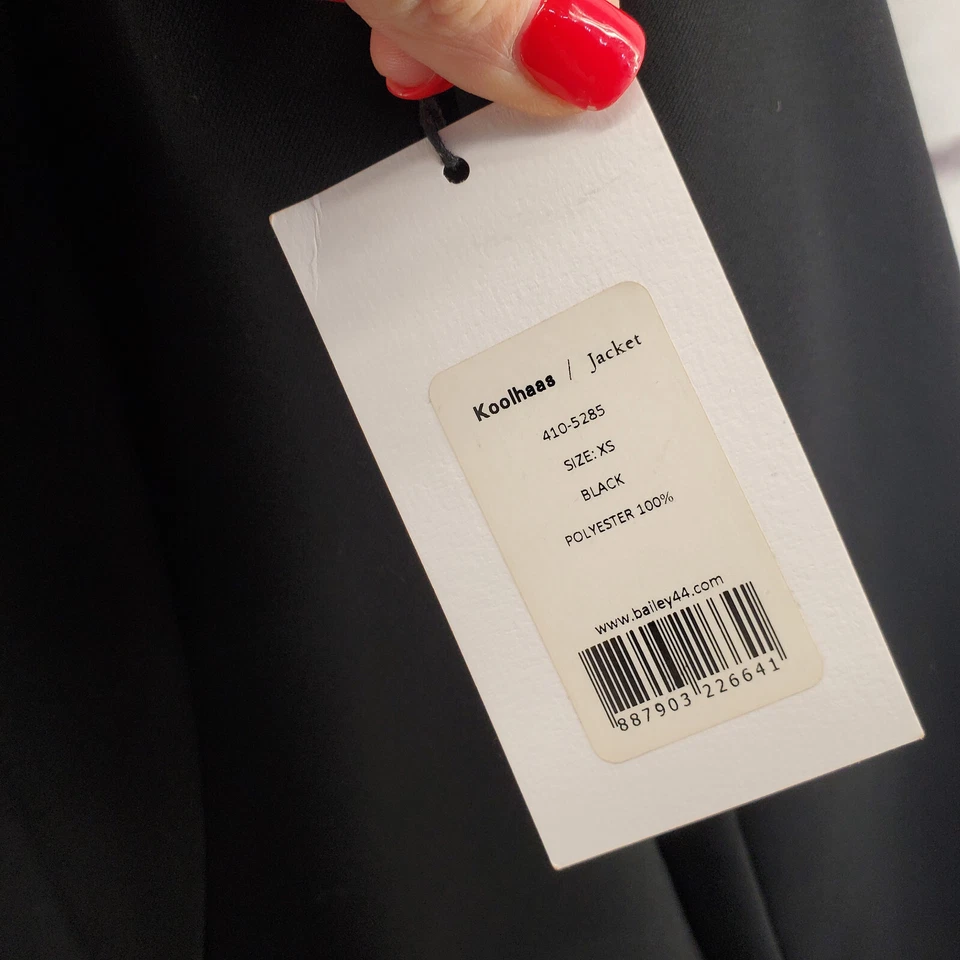 Koolhaas / Jacket
410-5285
SIZE: XS
BLACK
POLYESTER 100%
www.bailey44.com
887903 226641